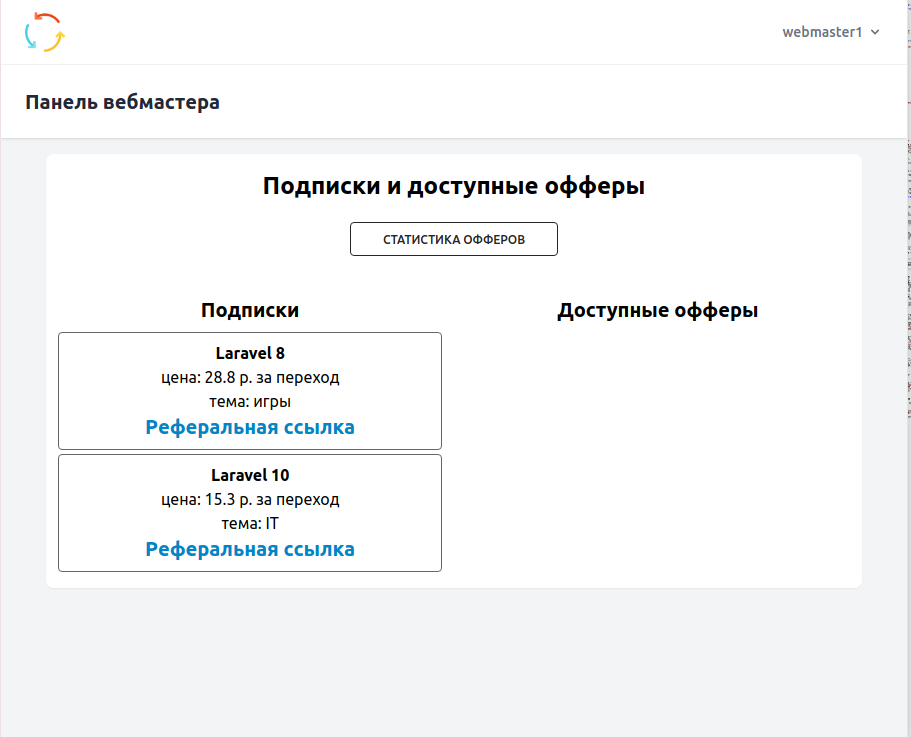 webmaster1
Панель вебмастера
Подписки и доступные офферы
СТАТИСТИКА ОФФЕРОВ
Подписки
Laravel 8
цена: 28.8 р. за переход
тема: игры
Реферальная ссылка
Laravel 10
цена: 15.3 р. за переход
тема: IT
Реферальная ссылка
Доступные офферы